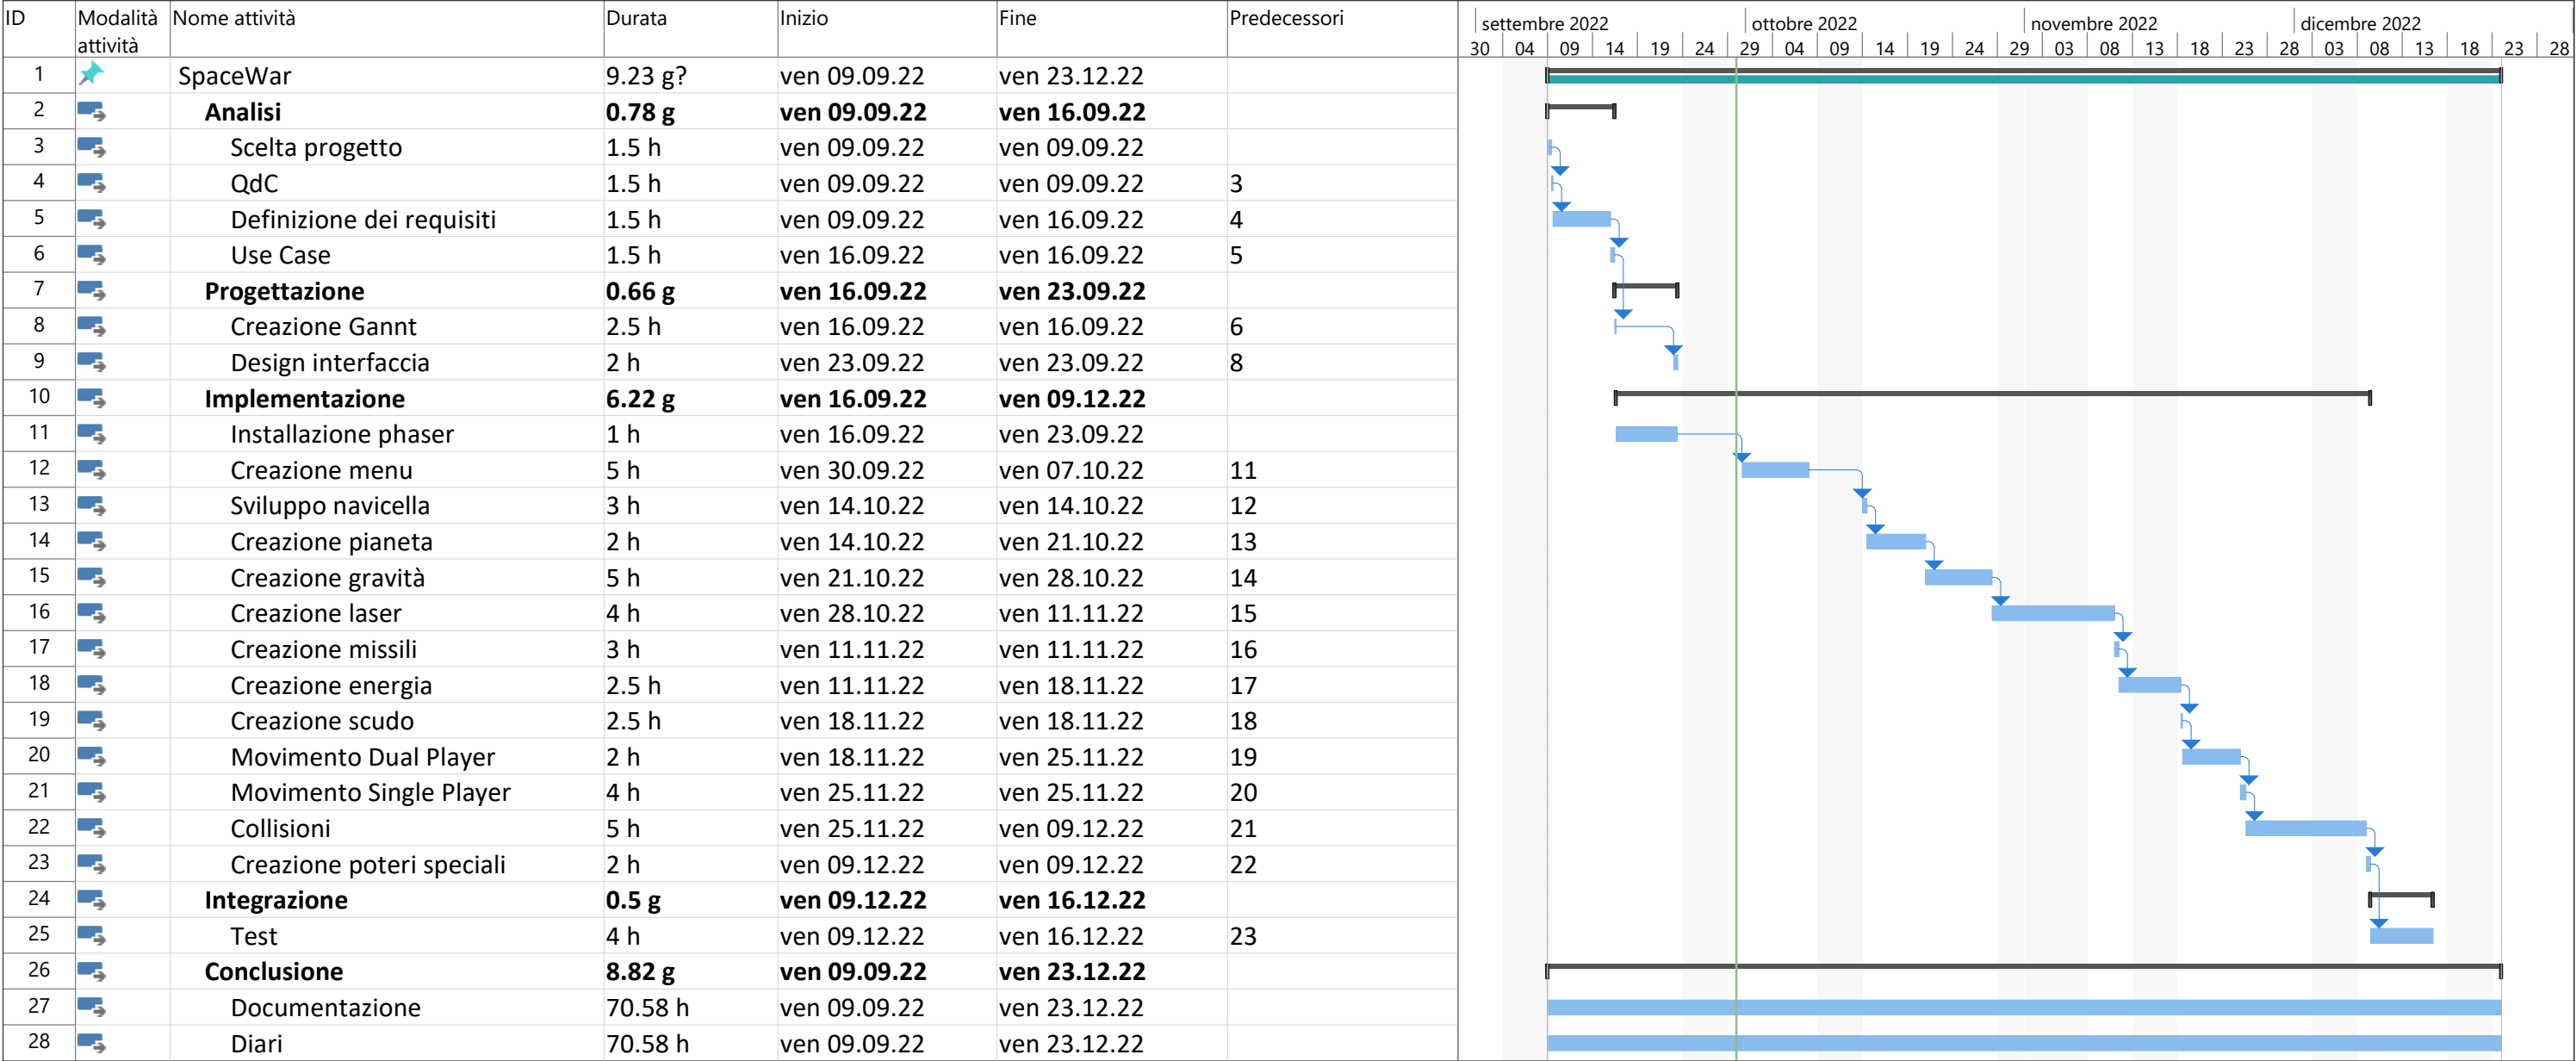 ID Modalità attività Nome attività Durata Inizio Fine Predecessori
settembre 2022 ottobre 2022 novembre 2022 dicembre 2022
30 04 09 14 19 24 29 04 09 14 19 24 29 03 08 13 18 23 28 03 08 13 18 23 28
1 SpaceWar 9.23 g? ven 09.09.22 ven 23.12.22
2 Analisi 0.78 g ven 09.09.22 ven 16.09.22
3 Scelta progetto 1.5 h ven 09.09.22 ven 09.09.22
4 QdC 1.5 h ven 09.09.22 ven 09.09.22 3
5 Definizione dei requisiti 1.5 h ven 09.09.22 ven 16.09.22 4
6 Use Case 1.5 h ven 16.09.22 ven 16.09.22 5
7 Progettazione 0.66 g ven 16.09.22 ven 23.09.22
8 Creazione Gannt 2.5 h ven 16.09.22 ven 16.09.22 6
9 Design interfaccia 2 h ven 23.09.22 ven 23.09.22 8
10 Implementazione 6.22 g ven 16.09.22 ven 09.12.22
11 Installazione phaser 1 h ven 16.09.22 ven 23.09.22
12 Creazione menu 5 h ven 30.09.22 ven 07.10.22 11
13 Sviluppo navicella 3 h ven 14.10.22 ven 14.10.22 12
14 Creazione pianeta 2 h ven 14.10.22 ven 21.10.22 13
15 Creazione gravità 5 h ven 21.10.22 ven 28.10.22 14
16 Creazione laser 4 h ven 28.10.22 ven 11.11.22 15
17 Creazione missili 3 h ven 11.11.22 ven 11.11.22 16
18 Creazione energia 2.5 h ven 11.11.22 ven 18.11.22 17
19 Creazione scudo 2.5 h ven 18.11.22 ven 18.11.22 18
20 Movimento Dual Player 2 h ven 18.11.22 ven 25.11.22 19
21 Movimento Single Player 4 h ven 25.11.22 ven 25.11.22 20
22 Collisioni 5 h ven 25.11.22 ven 09.12.22 21
23 Creazione poteri speciali 2 h ven 09.12.22 ven 09.12.22 22
24 Integrazione 0.5 g ven 09.12.22 ven 16.12.22
25 Test 4 h ven 09.12.22 ven 16.12.22 23
26 Conclusione 8.82 g ven 09.09.22 ven 23.12.22
27 Documentazione 70.58 h ven 09.09.22 ven 23.12.22
28 Diari 70.58 h ven 09.09.22 ven 23.12.22